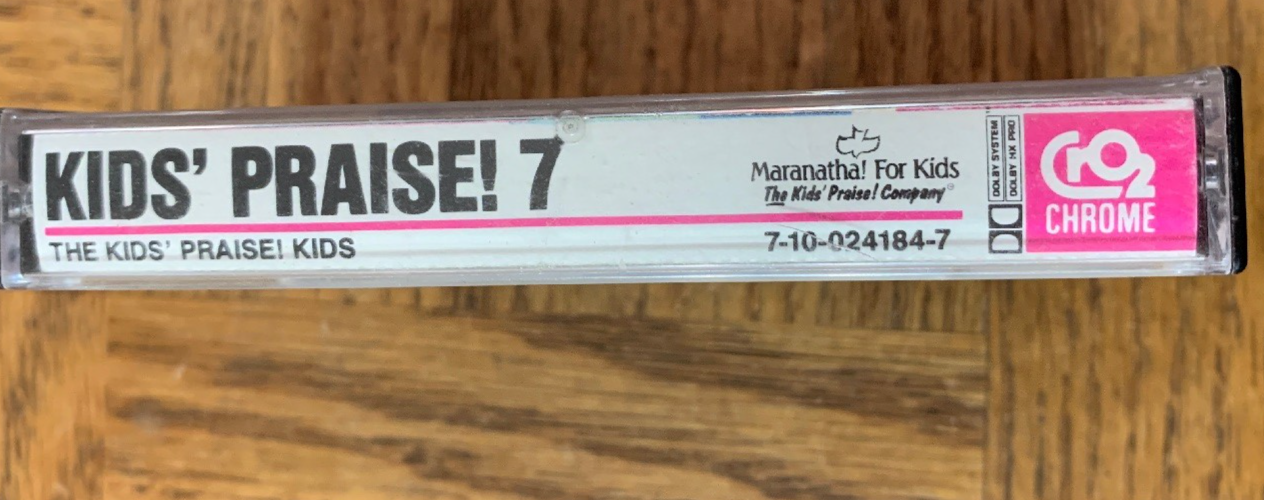 KIDS' PRAISE! 7
THE KIDS' PRAISE! KIDS
Maranatha! For Kids
The Kids' Praise! Company®
7-10-024184-7
DOLBY SYSTEM
DOLBY HX PRO
CrO2
CHROME